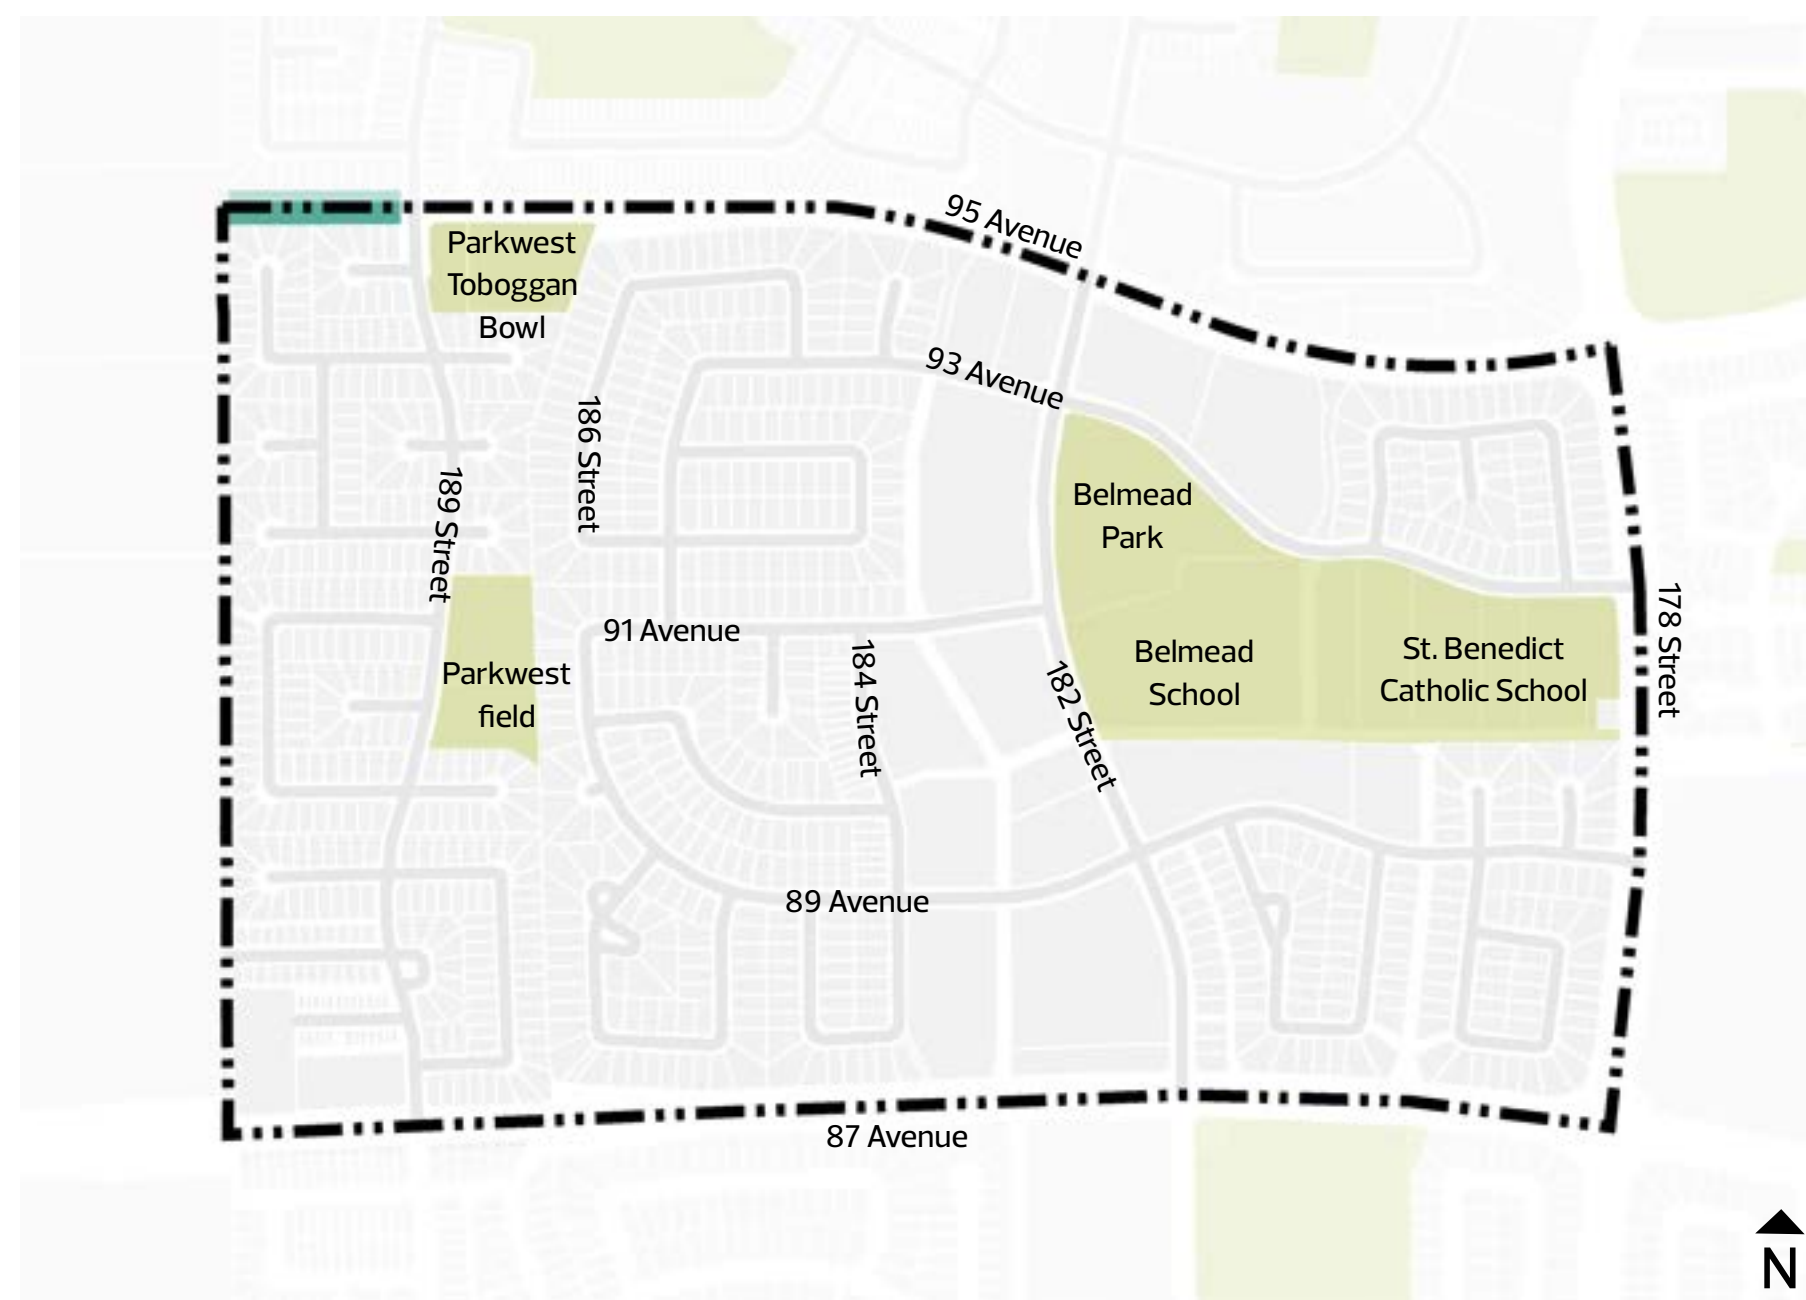 95 Avenue
Parkwest
Toboggan
Bowl
93 Avenue
186 Street
189 Street
Belmead
Park
91 Avenue
178 Street
Parkwest
field
184 Street
182 Street
Belmead
School
St. Benedict
Catholic School
89 Avenue
87 Avenue
N